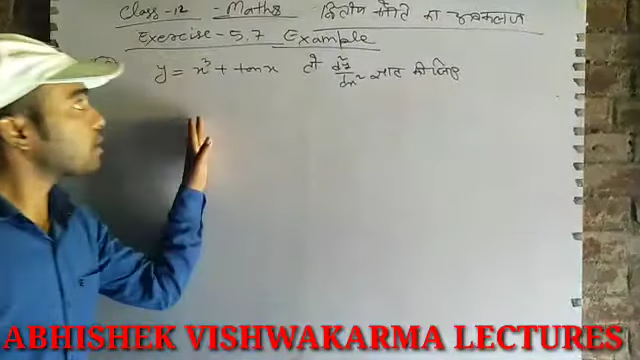 Class-12 - Maths द्वितीय कोटि का अवकलज
Exercise-5.7 Example
y = x³ + tanx तो d²y/dx² ज्ञात कीजिए
ABHISHEK VISHWAKARMA LECTURES